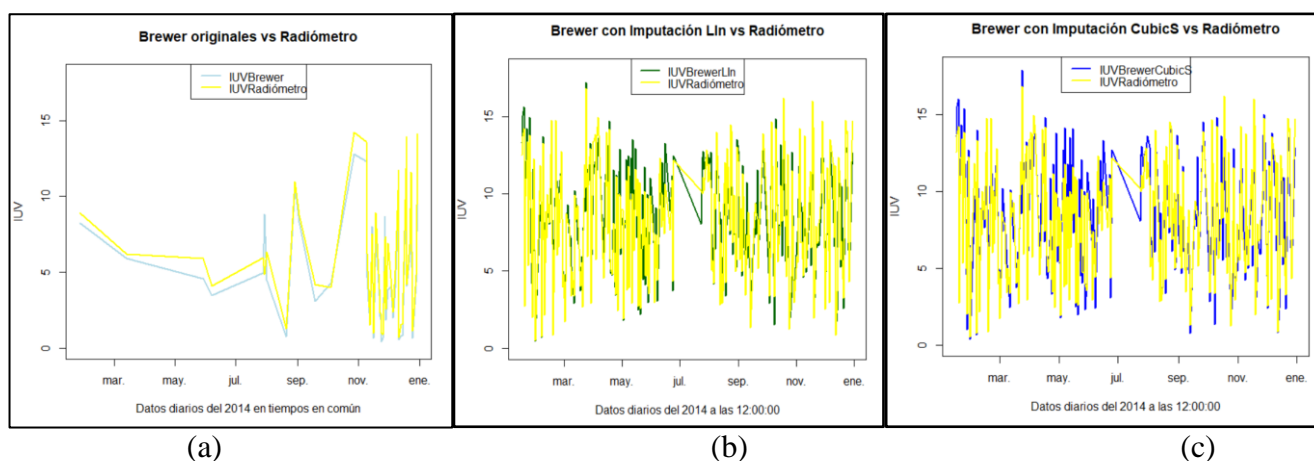 Brewer originales vs Radiómetro
IUVBrewer
IUVRadiómetro
IUV
15
10
5
0
mar.
may.
jul.
sep.
nov.
ene.
Datos diarios del 2014 en tiempos en común
(a)
Brewer con Imputación LIn vs Radiómetro
IUVBrewerLIn
IUVRadiómetro
IUV
15
10
5
0
mar.
may.
jul.
sep.
nov.
ene.
Datos diarios del 2014 a las 12:00:00
(b)
Brewer con Imputación CubicS vs Radiómetro
IUVBrewerCubicS
IUVRadiómetro
IUV
15
10
5
0
mar.
may.
jul.
sep.
nov.
ene.
Datos diarios del 2014 a las 12:00:00
(c)